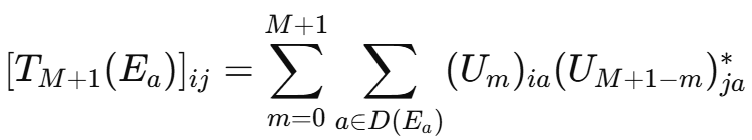 [T_{M+1}(E_a)]_{ij} = \sum_{m=0}^{M+1} \sum_{a \in D(E_a)} (U_m)_{ia} (U_{M+1-m})^*_{ja}